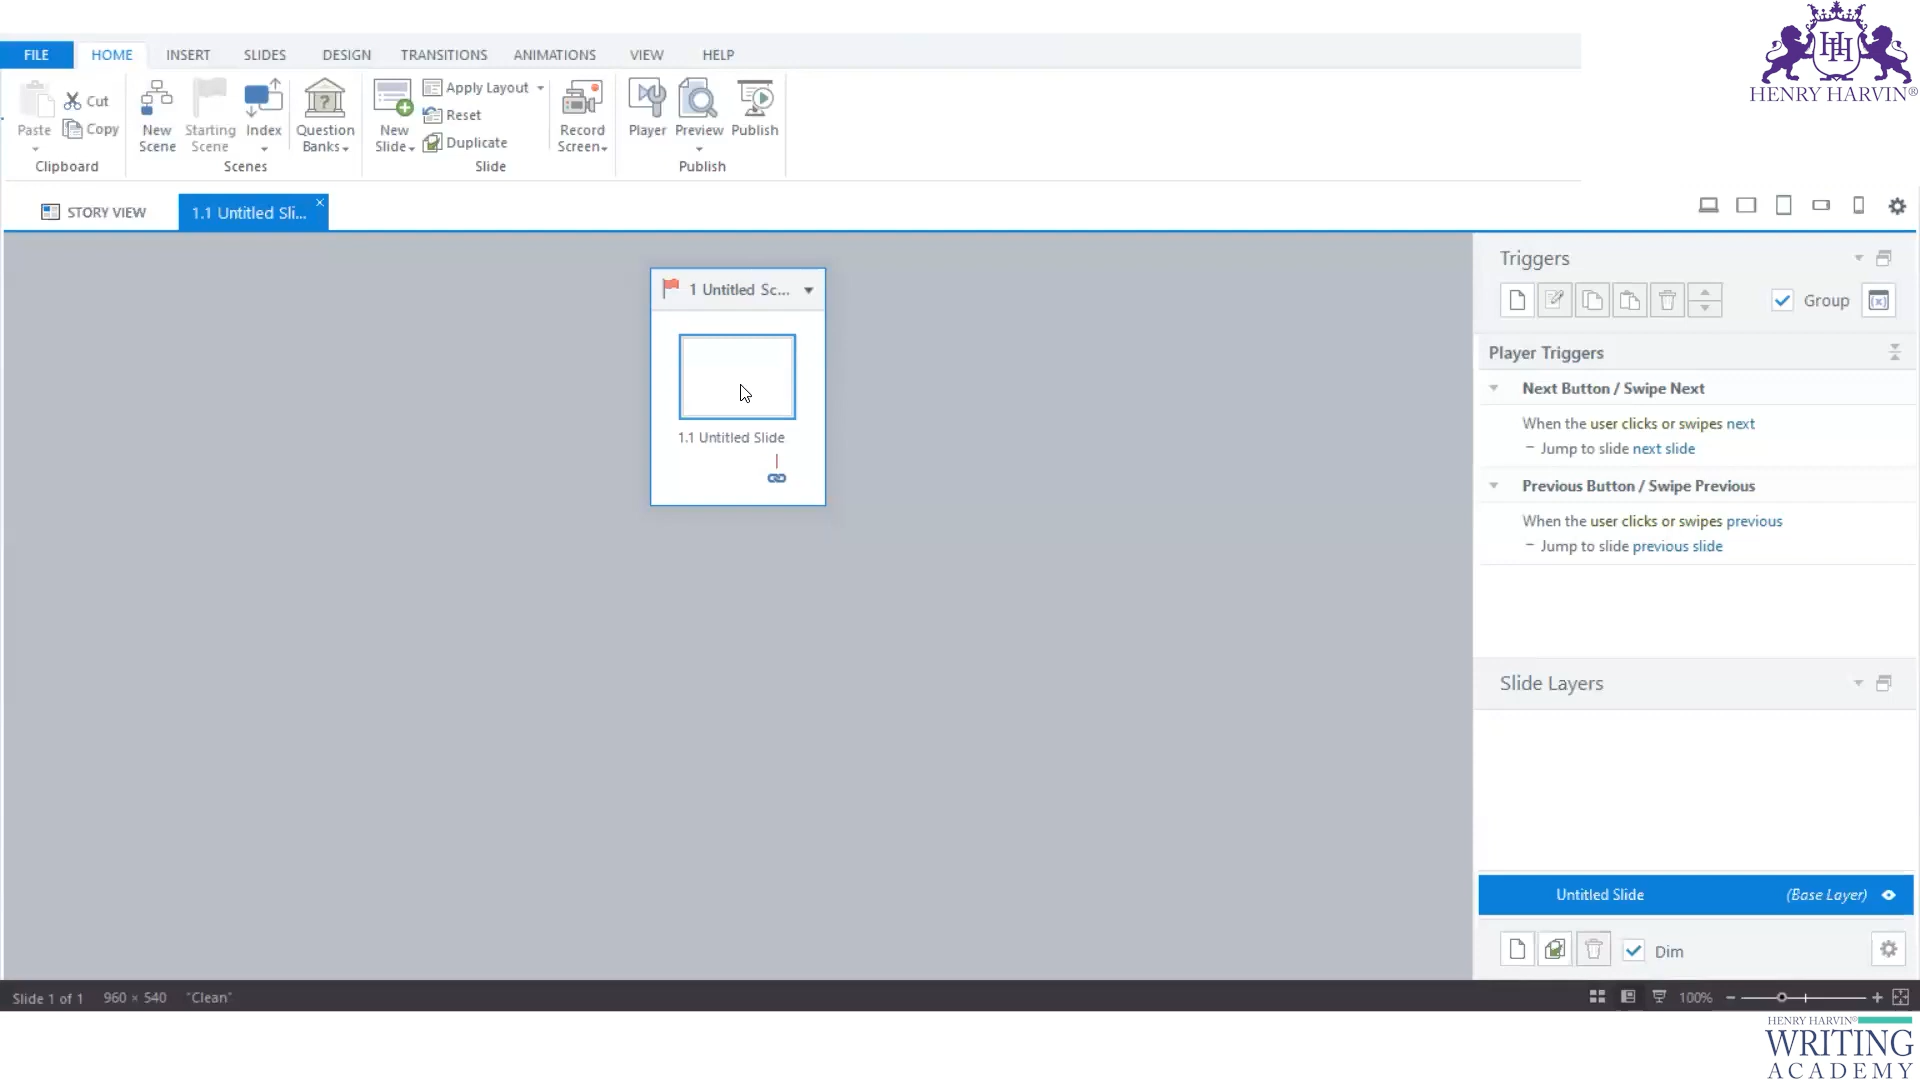 HENRY HARVIN®
FILE HOME INSERT SLIDES DESIGN TRANSITIONS ANIMATIONS VIEW HELP
Paste
Cut
Copy
Clipboard
New Scene
Starting Scene
Index
Question Banks
Scenes
New Slide
Apply Layout
Reset
Duplicate
Slide
Record Screen
Player
Preview
Publish
Publish
STORY VIEW
1.1 Untitled Sli...
1 Untitled Sc...
1.1 Untitled Slide
Triggers
Group
Player Triggers
Next Button / Swipe Next
When the user clicks or swipes next
– Jump to slide next slide
Previous Button / Swipe Previous
When the user clicks or swipes previous
– Jump to slide previous slide
Slide Layers
Untitled Slide (Base Layer)
Dim
Slide 1 of 1 960 × 540 "Clean" 100%
HENRY HARVIN®
WRITING
ACADEMY